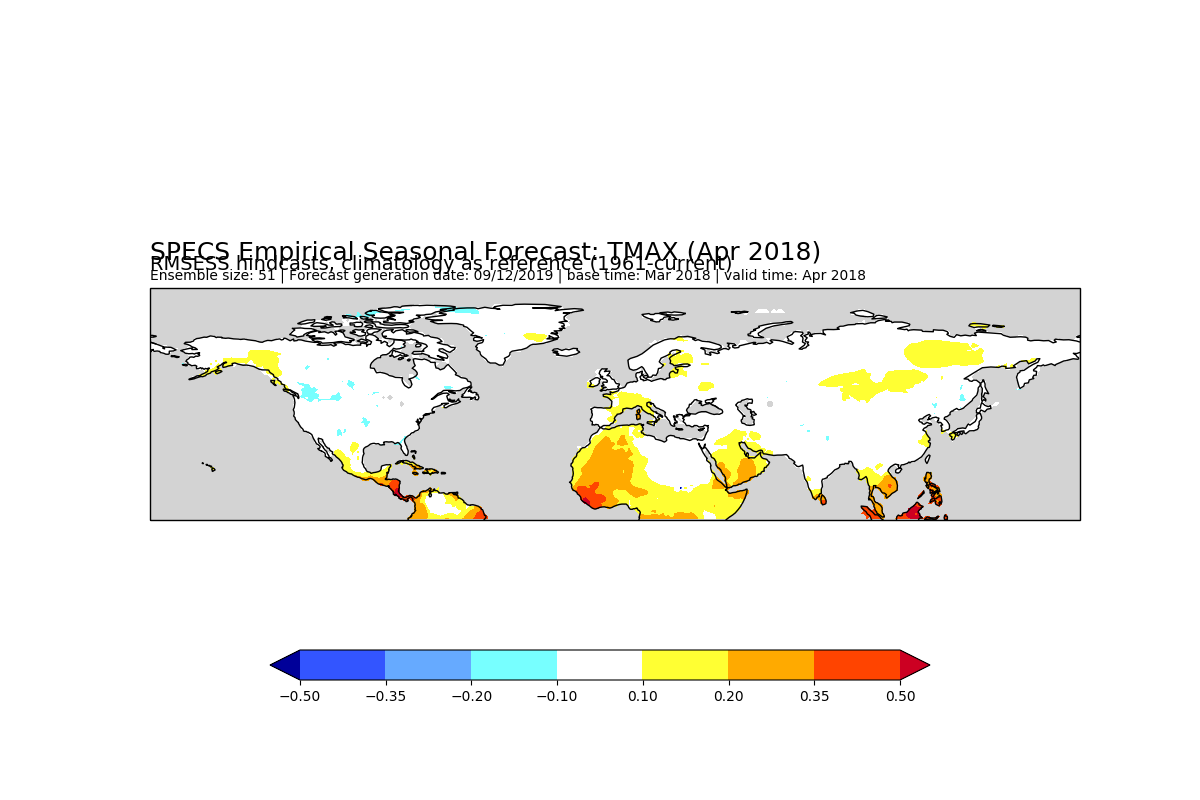 SPECS Empirical Seasonal Forecast: TMAX (Apr 2018)
RMSESS hindcasts, climatology as reference (1961-current)
Ensemble size: 51 | Forecast generation date: 09/12/2019 | base time: Mar 2018 | valid time: Apr 2018
−0.50 −0.35 −0.20 −0.10 0.10 0.20 0.35 0.50